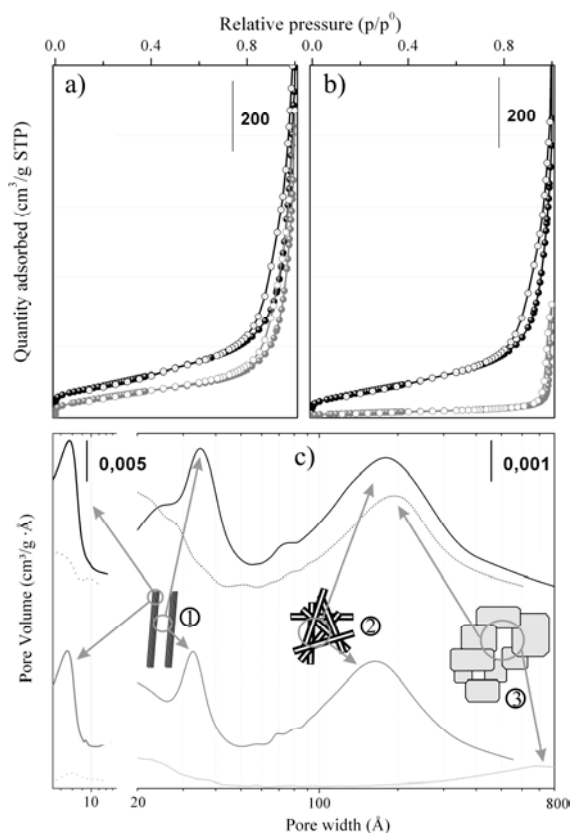 Relative pressure (p/p⁰)
0.0 0.4 0.8 0.0 0.4 0.8
a) b)
200 200
Quantity adsorbed (cm³/g STP)
c)
0,005 0,001
① ② ③
Pore Volume (cm³/g ·Å)
10 20 100 800
Pore width (Å)